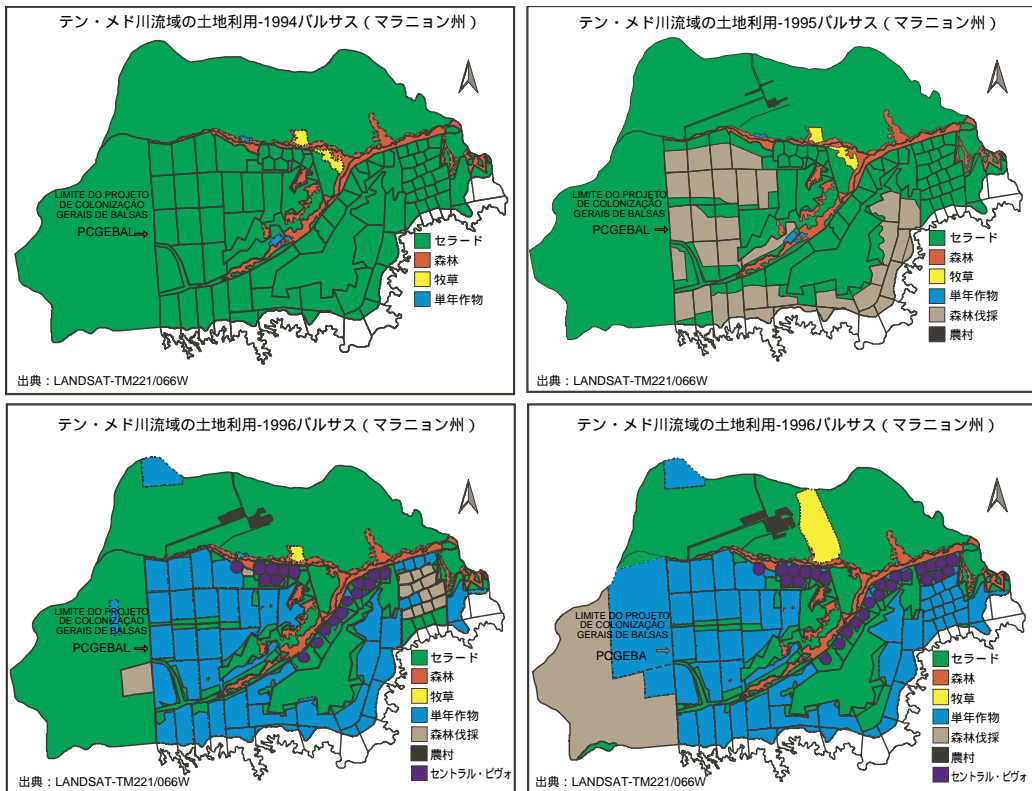 テン・メド川流域の土地利用-1994バルサス（マラニョン州）
LIMITE DO PROJETO
DE COLONIZAÇÃO
GERAIS DE BALSAS
PCGEBAL
セラード
森林
牧草
単年作物
出典：LANDSAT-TM221/066W
テン・メド川流域の土地利用-1995バルサス（マラニョン州）
LIMITE DO PROJETO
DE COLONIZAÇÃO
GERAIS DE BALSAS
PCGEBAL
セラード
森林
牧草
単年作物
森林伐採
農村
出典：LANDSAT-TM221/066W
テン・メド川流域の土地利用-1996バルサス（マラニョン州）
LIMITE DO PROJETO
DE COLONIZAÇÃO
GERAIS DE BALSAS
PCGEBAL
セラード
森林
牧草
単年作物
森林伐採
農村
セントラル・ピヴォ
出典：LANDSAT-TM221/066W
テン・メド川流域の土地利用-1996バルサス（マラニョン州）
LIMITE DO PROJETO
DE COLONIZAÇÃO
GERAIS DE BALSAS
PCGEBA
セラード
森林
牧草
単年作物
森林伐採
農村
セントラル・ピヴォ
出典：LANDSAT-TM221/066W